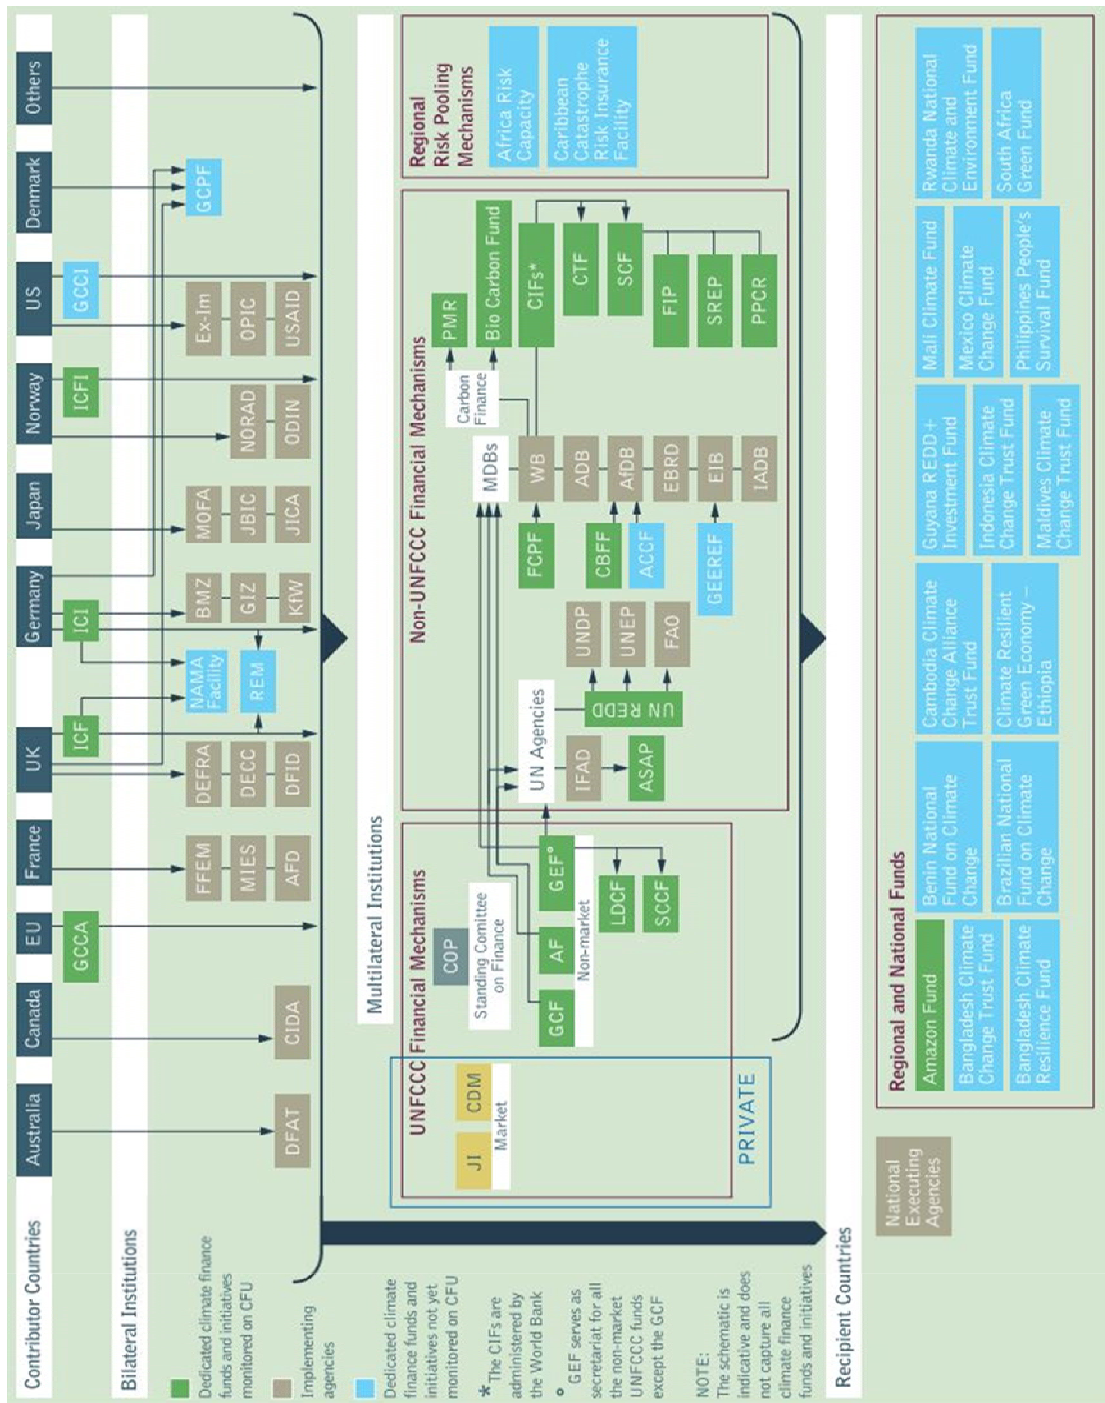 Contributor Countries
Australia
Canada
EU
France
UK
Germany
Japan
Norway
US
Denmark
Others
GCCA
ICF
ICI
ICFI
GCCI
Bilateral Institutions
DFAT
CIDA
FFEM
MIES
AFD
DEFRA
DECC
DFID
NAMA
Facility
REM
BMZ
GIZ
KfW
MOFA
JBIC
JICA
NORAD
ODIN
Ex-Im
OPIC
USAID
GCPF
Dedicated climate finance
funds and initiatives
monitored on CFU
Implementing
agencies
Dedicated climate
finance funds and
initiatives not yet
monitored on CFU
* The CIFs are
administered by
the World Bank
° GEF serves as
secretariat for all
the non-market
UNFCCC funds
except the GCF
NOTE:
The schematic is
indicative and does
not capture all
climate finance
funds and initiatives
Multilateral Institutions
UNFCCC Financial Mechanisms
JI
CDM
Market
PRIVATE
COP
Standing Comittee
on Finance
GCF
AF
GEF°
Non-market
LDCF
SCCF
Non-UNFCCC Financial Mechanisms
UN Agencies
IFAD
ASAP
UN REDD
UNDP
UNEP
FAO
MDBs
WB
ADB
AfDB
EBRD
EIB
IADB
FCPF
CBFF
ACCF
GEEREF
Carbon
Finance
PMR
Bio Carbon Fund
CIFs*
CTF
SCF
FIP
SREP
PPCR
Regional
Risk Pooling
Mechanisms
Africa Risk
Capacity
Caribbean
Catastrophe
Risk Insurance
Facility
Recipient Countries
National
Executing
Agencies
Regional and National Funds
Amazon Fund
Bangladesh Climate
Change Trust Fund
Bangladesh Climate
Resilience Fund
Benin National
Fund on Climate
Change
Brazilian National
Fund on Climate
Change
Cambodia Climate
Change Alliance
Trust Fund
Climate Resilient
Green Economy –
Ethiopia
Guyana REDD+
Investment Fund
Indonesia Climate
Change Trust Fund
Maldives Climate
Change Trust Fund
Mali Climate Fund
Mexico Climate
Change Fund
Philippines People's
Survival Fund
Rwanda National
Climate and
Environment Fund
South Africa
Green Fund